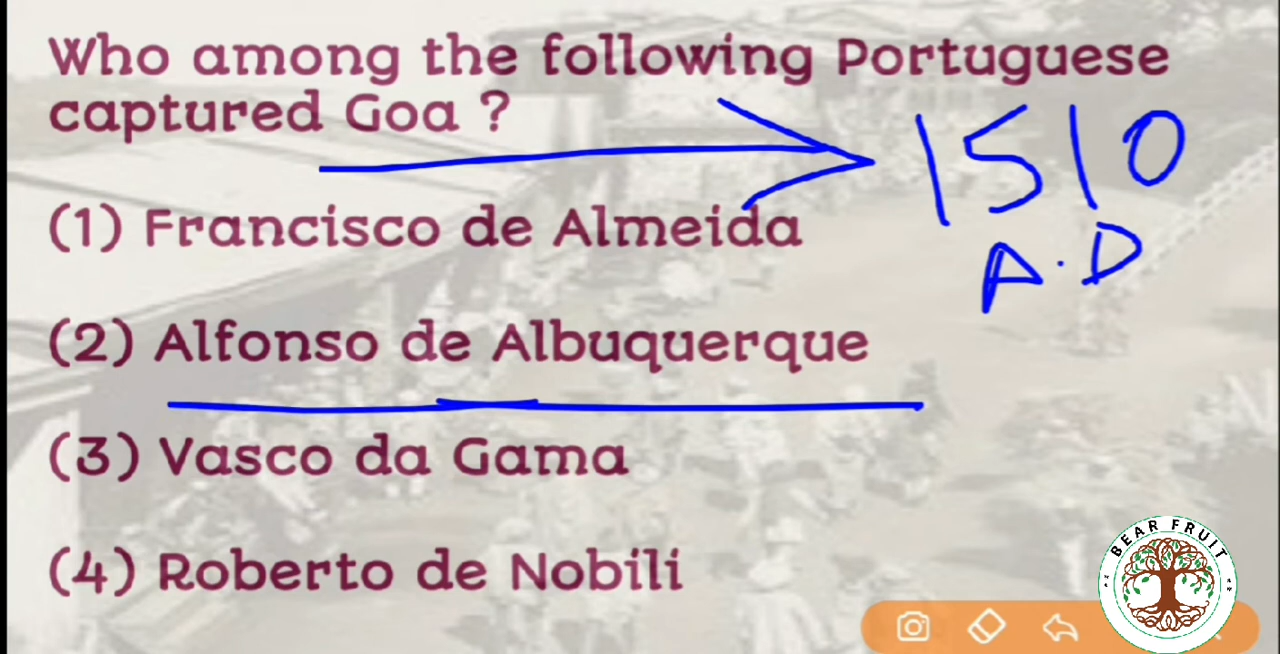 Who among the following Portuguese
captured Goa ?
1510
A.D
(1) Francisco de Almeida
(2) Alfonso de Albuquerque
(3) Vasco da Gama
(4) Roberto de Nobili
BEAR FRUIT